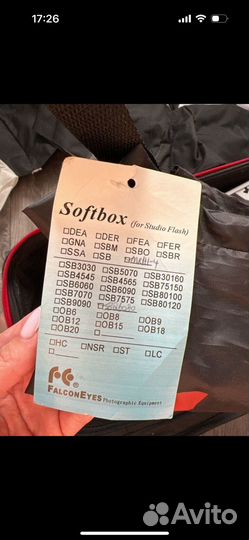 17:26
Softbox (for Studio Flash)
□DEA □DER □FEA □FER
□GNA □SBM □SBO □SBR
□SSA □SB
□SB3030 □SB5070 □SB30160
□SB4545 □SB4565 □SB75150
□SB6060 □SB6090 □SB80100
□SB7070 □SB7575 □SB80120
□SB9090
□OB6 □OB8 □OB9
□OB12 □OB15 □OB18
□OB20
□HC □NSR □ST □LC
FALCONEYES Photographic Equipment
Avito